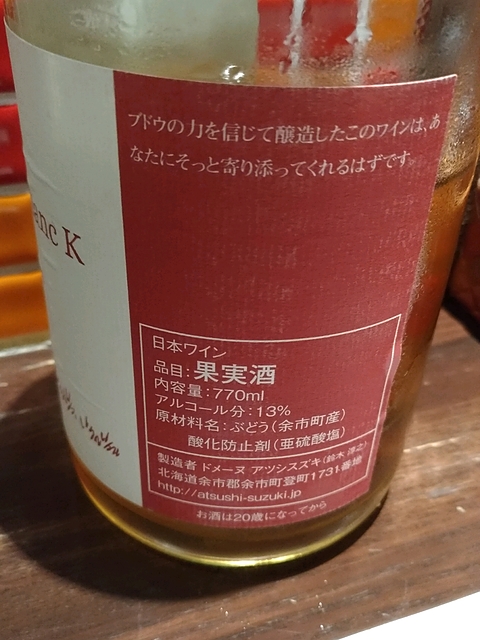 ブドウの力を信じて醸造したこのワインは、あ
なたにそっと寄り添ってくれるはずです。
anc K
日本ワイン
品目:果実酒
内容量:770ml
アルコール分:13%
原材料名:ぶどう(余市町産)
酸化防止剤(亜硫酸塩)
製造者 ドメーヌ アツシスズキ(鈴木 淳之)
北海道余市郡余市町登町1731番地
http://atsushi-suzuki.jp
お酒は20歳になってから